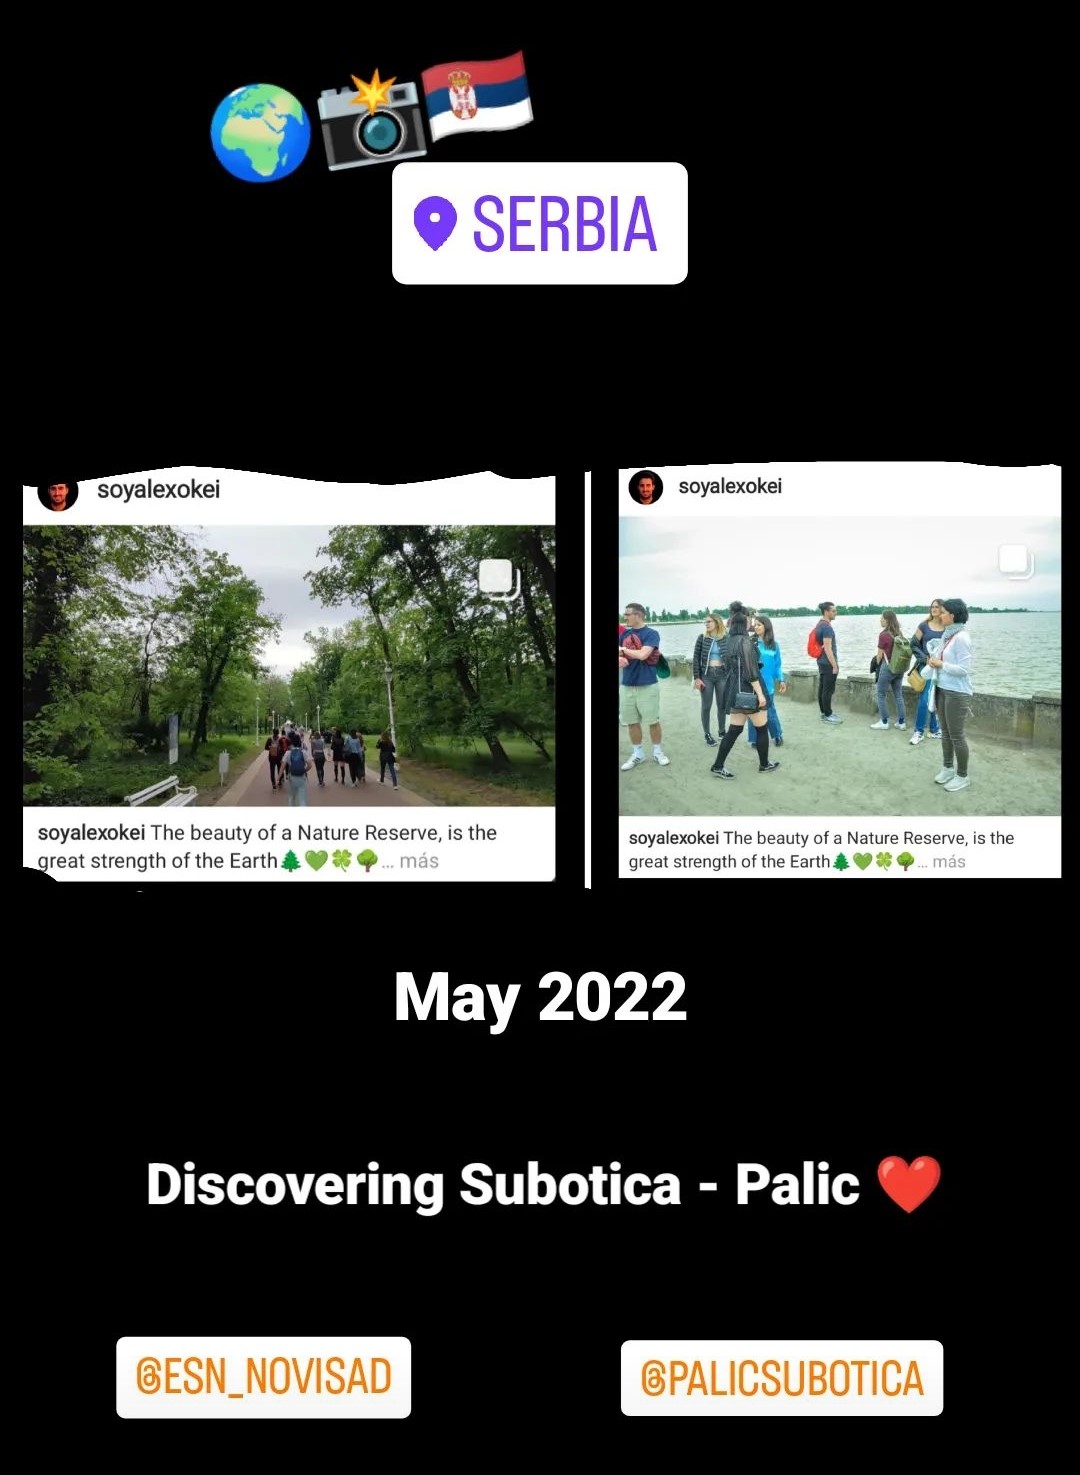 SERBIA
soyalexokei
soyalexokei The beauty of a Nature Reserve, is the
great strength of the Earth🌲💚🍀🌳... más
soyalexokei
soyalexokei The beauty of a Nature Reserve, is the
great strength of the Earth🌲💚🍀🌳... más
May 2022
Discovering Subotica - Palic ❤️
@ESN_NOVISAD
@PALICSUBOTICA